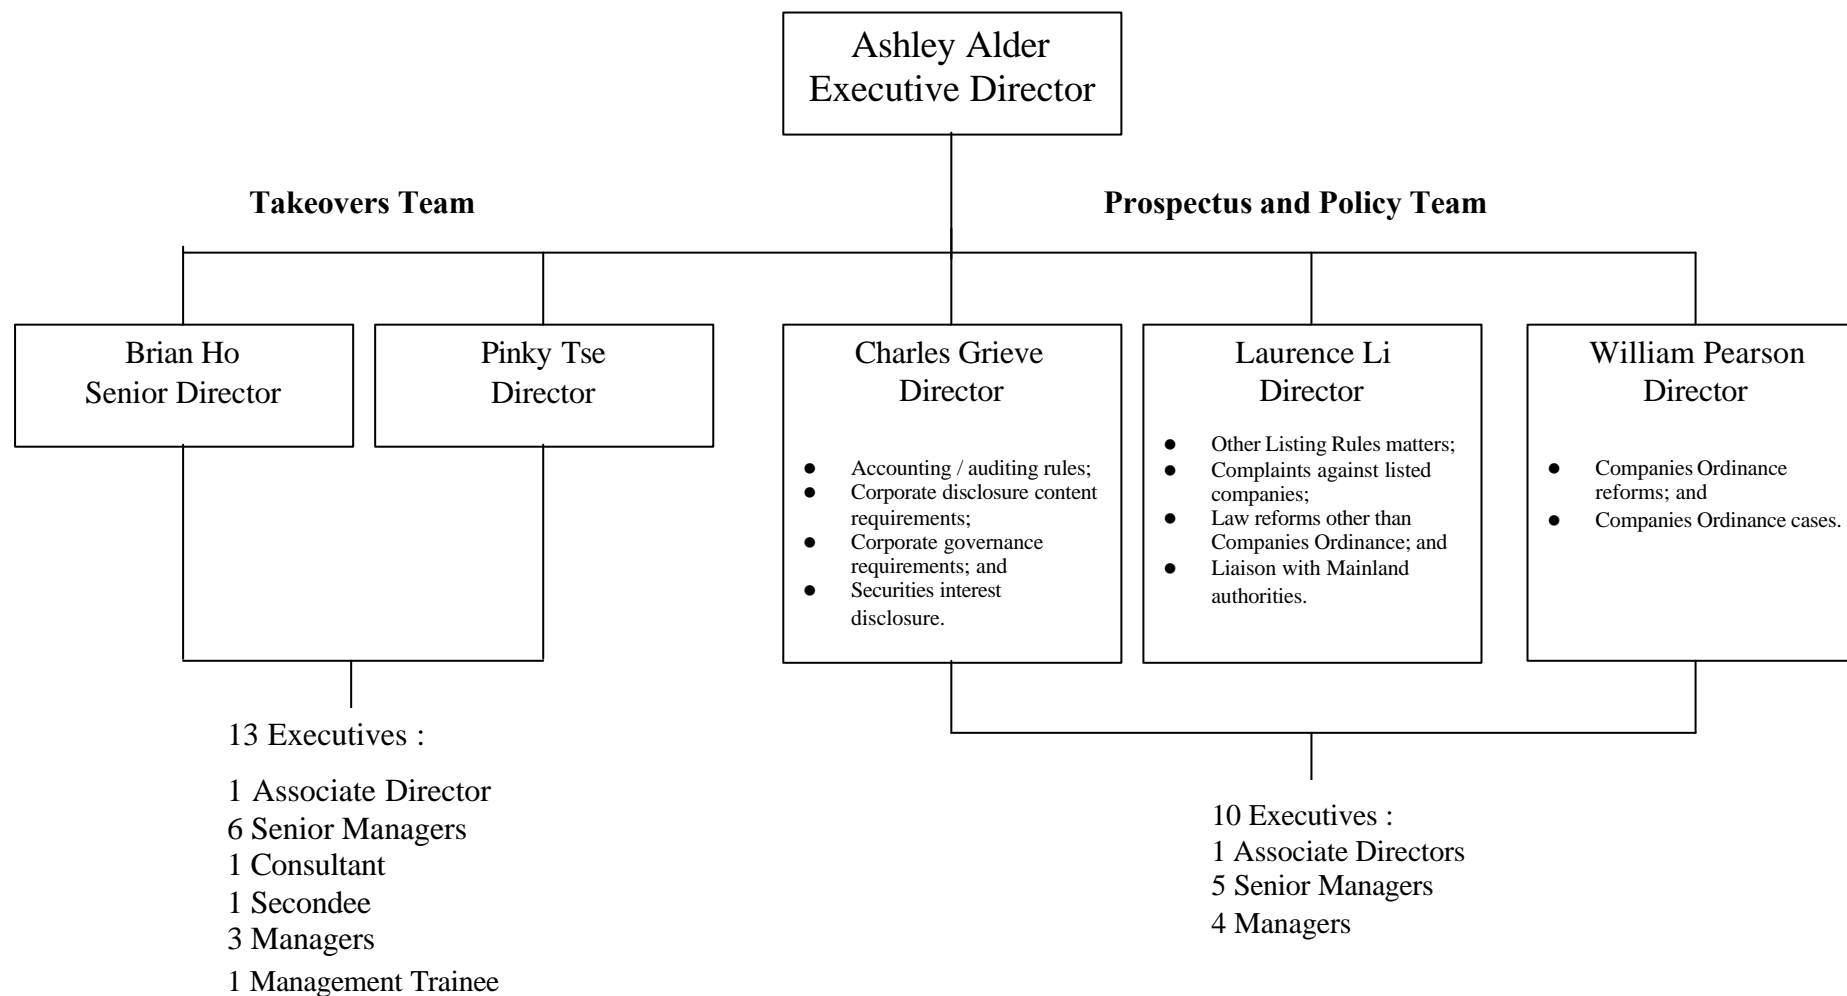 Ashley Alder
Executive Director
Takeovers Team
Prospectus and Policy Team
Brian Ho
Senior Director
Pinky Tse
Director
Charles Grieve
Director
● Accounting / auditing rules;
● Corporate disclosure content
requirements;
● Corporate governance
requirements; and
● Securities interest
disclosure.
Laurence Li
Director
● Other Listing Rules matters;
● Complaints against listed
companies;
● Law reforms other than
Companies Ordinance; and
● Liaison with Mainland
authorities.
William Pearson
Director
● Companies Ordinance
reforms; and
● Companies Ordinance cases.
13 Executives :
1 Associate Director
6 Senior Managers
1 Consultant
1 Secondee
3 Managers
1 Management Trainee
10 Executives :
1 Associate Directors
5 Senior Managers
4 Managers